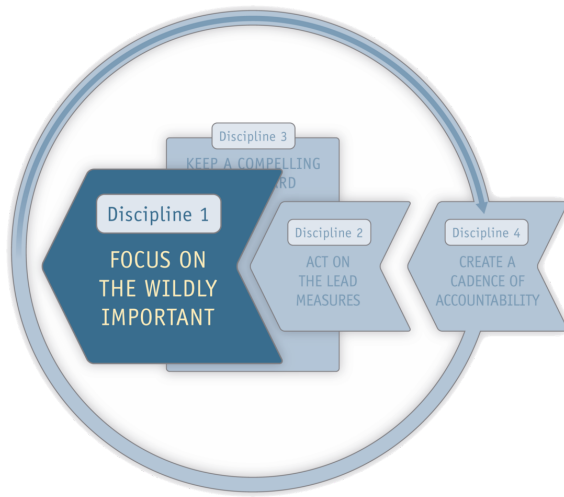 Discipline 3
KEEP A COMPELLING
Discipline 1
FOCUS ON
THE WILDLY
IMPORTANT
Discipline 2
ACT ON
THE LEAD
MEASURES
Discipline 4
CREATE A
CADENCE OF
ACCOUNTABILITY